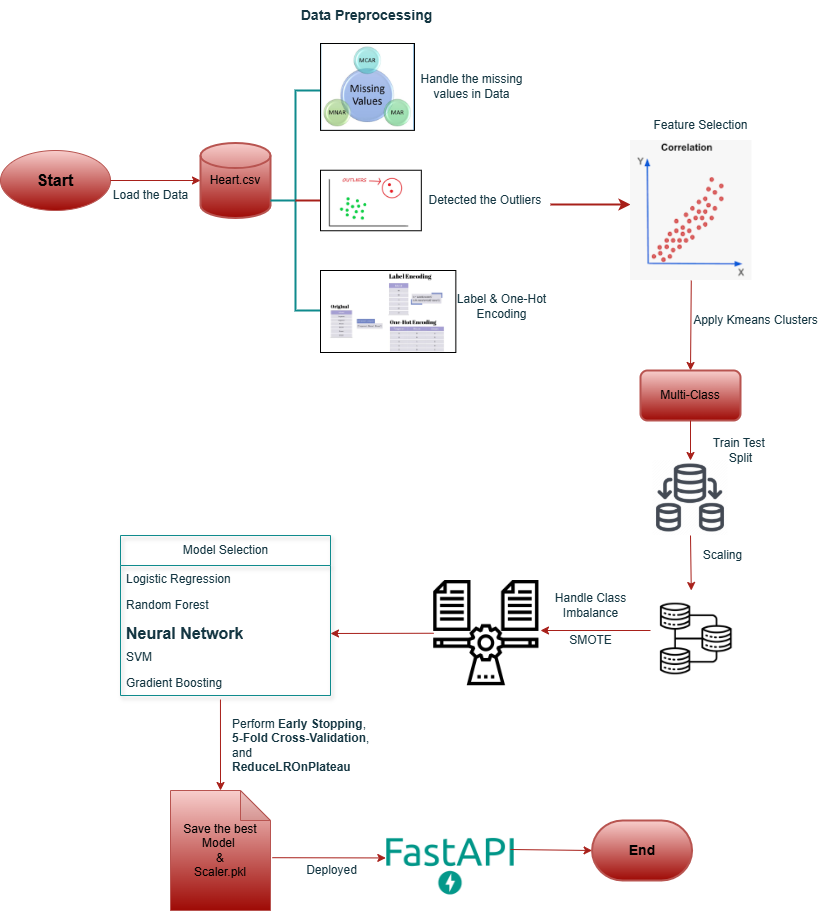 Data Preprocessing
MCAR
Missing
Values
MNAR
MAR
Handle the missing
values in Data
Start
Load the Data
Heart.csv
OUTLIERS
Detected the Outliers
Label Encoding
Original
One-Hot Encoding
Label & One-Hot
Encoding
Feature Selection
Correlation
Y
X
Apply Kmeans Clusters
Multi-Class
Train Test
Split
Scaling
Handle Class
Imbalance
SMOTE
Model Selection
Logistic Regression
Random Forest
Neural Network
SVM
Gradient Boosting
Perform Early Stopping,
5-Fold Cross-Validation,
and
ReduceLROnPlateau
Save the best
Model
&
Scaler.pkl
Deployed
FastAPI
End